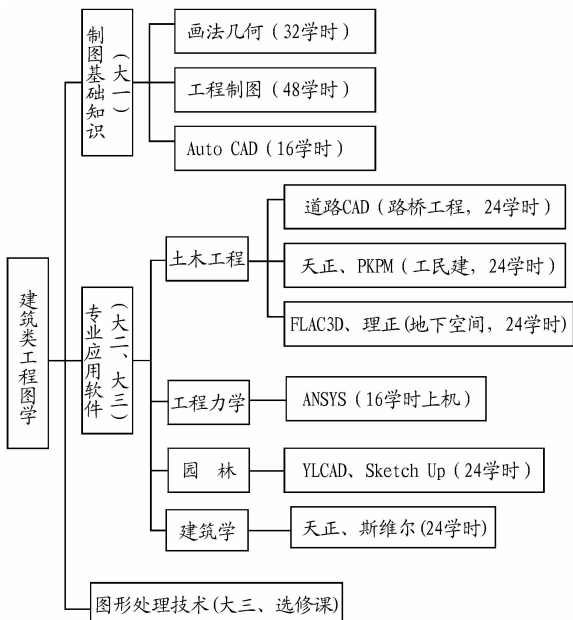 建筑类工程图学
制图基础知识
(大一)
画法几何(32学时)
工程制图(48学时)
Auto CAD(16学时)
专业应用软件
(大二、大三)
土木工程
道路CAD(路桥工程,24学时)
天正、PKPM(工民建,24学时)
FLAC3D、理正(地下空间,24学时)
工程力学
ANSYS(16学时上机)
园 林
YLCAD、Sketch Up(24学时)
建筑学
天正、斯维尔(24学时)
图形处理技术(大三、选修课)